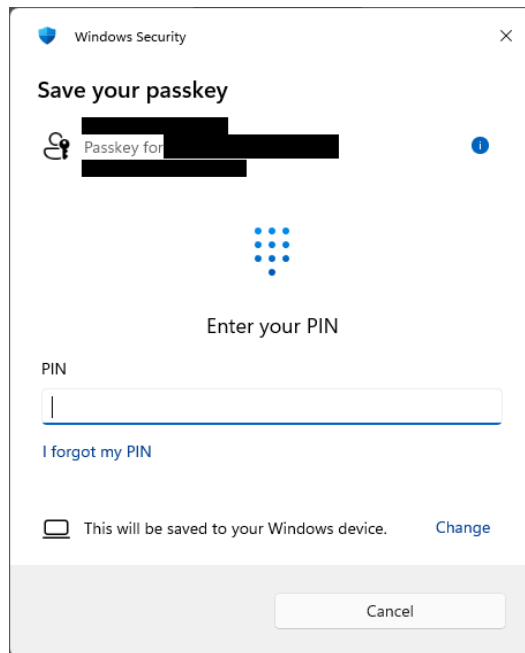 Windows Security
Save your passkey
Passkey for
Enter your PIN
PIN
I forgot my PIN
This will be saved to your Windows device. Change
Cancel